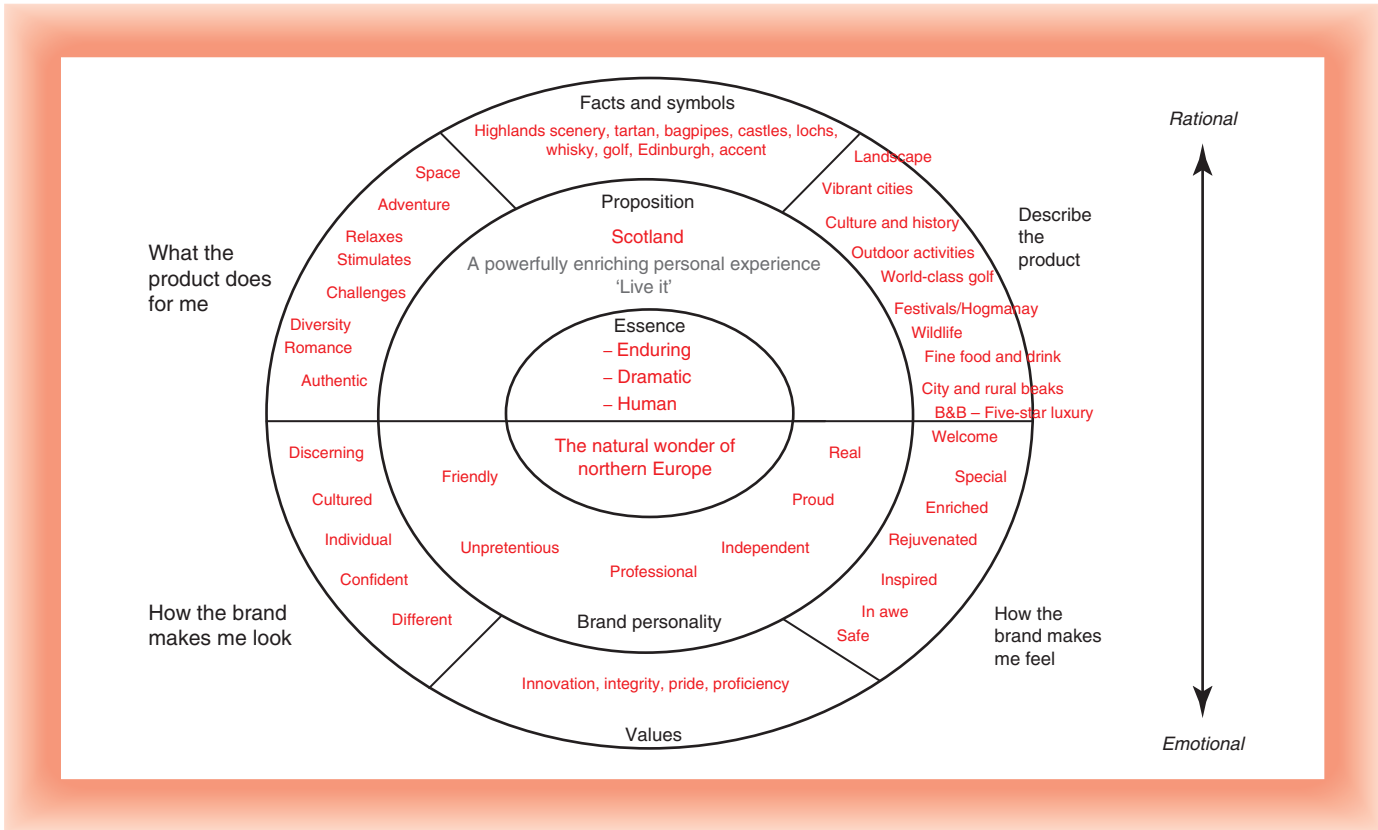 Facts and symbols
Highlands scenery, tartan, bagpipes, castles, lochs,
whisky, golf, Edinburgh, accent
Rational
What the
product does
for me
Space
Adventure
Relaxes
Stimulates
Challenges
Diversity
Romance
Authentic
Proposition
Scotland
A powerfully enriching personal experience
‘Live it’
Essence
– Enduring
– Dramatic
– Human
The natural wonder of
northern Europe
Landscape
Vibrant cities
Culture and history
Outdoor activities
World-class golf
Festivals/Hogmanay
Wildlife
Fine food and drink
City and rural beaks
B&B – Five-star luxury
Describe
the
product
How the brand
makes me look
Discerning
Cultured
Individual
Confident
Different
Friendly
Unpretentious
Professional
Independent
Proud
Real
Brand personality
Welcome
Special
Enriched
Rejuvenated
Inspired
In awe
Safe
How the
brand makes
me feel
Innovation, integrity, pride, proficiency
Values
Emotional